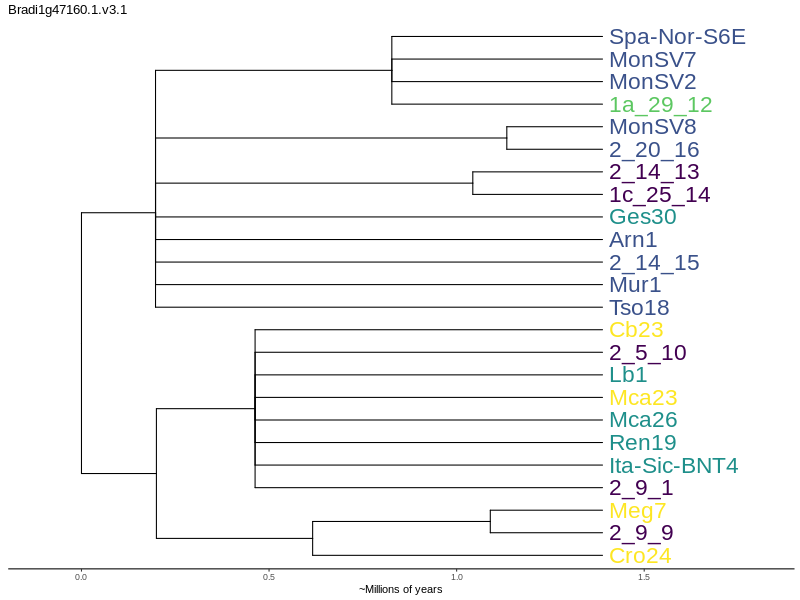 Bradi1g47160.1.v3.1
Spa-Nor-S6E
MonSV7
MonSV2
1a_29_12
MonSV8
2_20_16
2_14_13
1c_25_14
Ges30
Arn1
2_14_15
Mur1
Tso18
Cb23
2_5_10
Lb1
Mca23
Mca26
Ren19
Ita-Sic-BNT4
2_9_1
Meg7
2_9_9
Cro24
0.0 0.5 1.0 1.5
~Millions of years